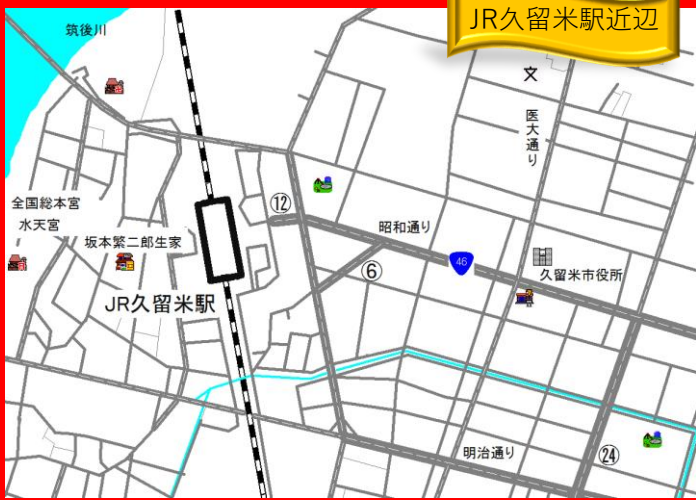 JR久留米駅近辺
筑後川
文
医大通り
全国総本宮
水天宮
⑫
昭和通り
坂本繁二郎生家
46
⑥
久留米市役所
JR久留米駅
明治通り
㉔